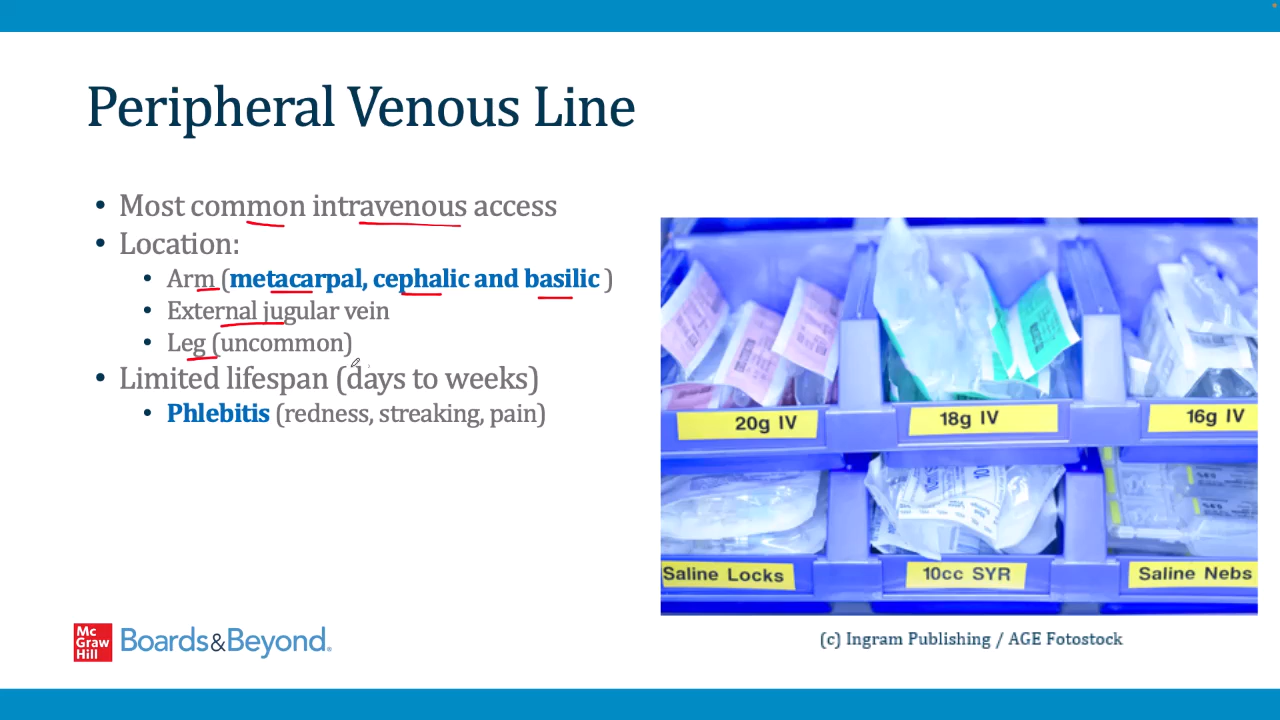 Peripheral Venous Line
• Most common intravenous access
• Location:
• Arm (metacarpal, cephalic and basilic )
• External jugular vein
• Leg (uncommon)
• Limited lifespan (days to weeks)
• Phlebitis (redness, streaking, pain)
20g IV
18g IV
16g IV
Saline Locks
10cc SYR
Saline Nebs
(c) Ingram Publishing / AGE Fotostock
Mc
Graw
Hill
Boards&Beyond.